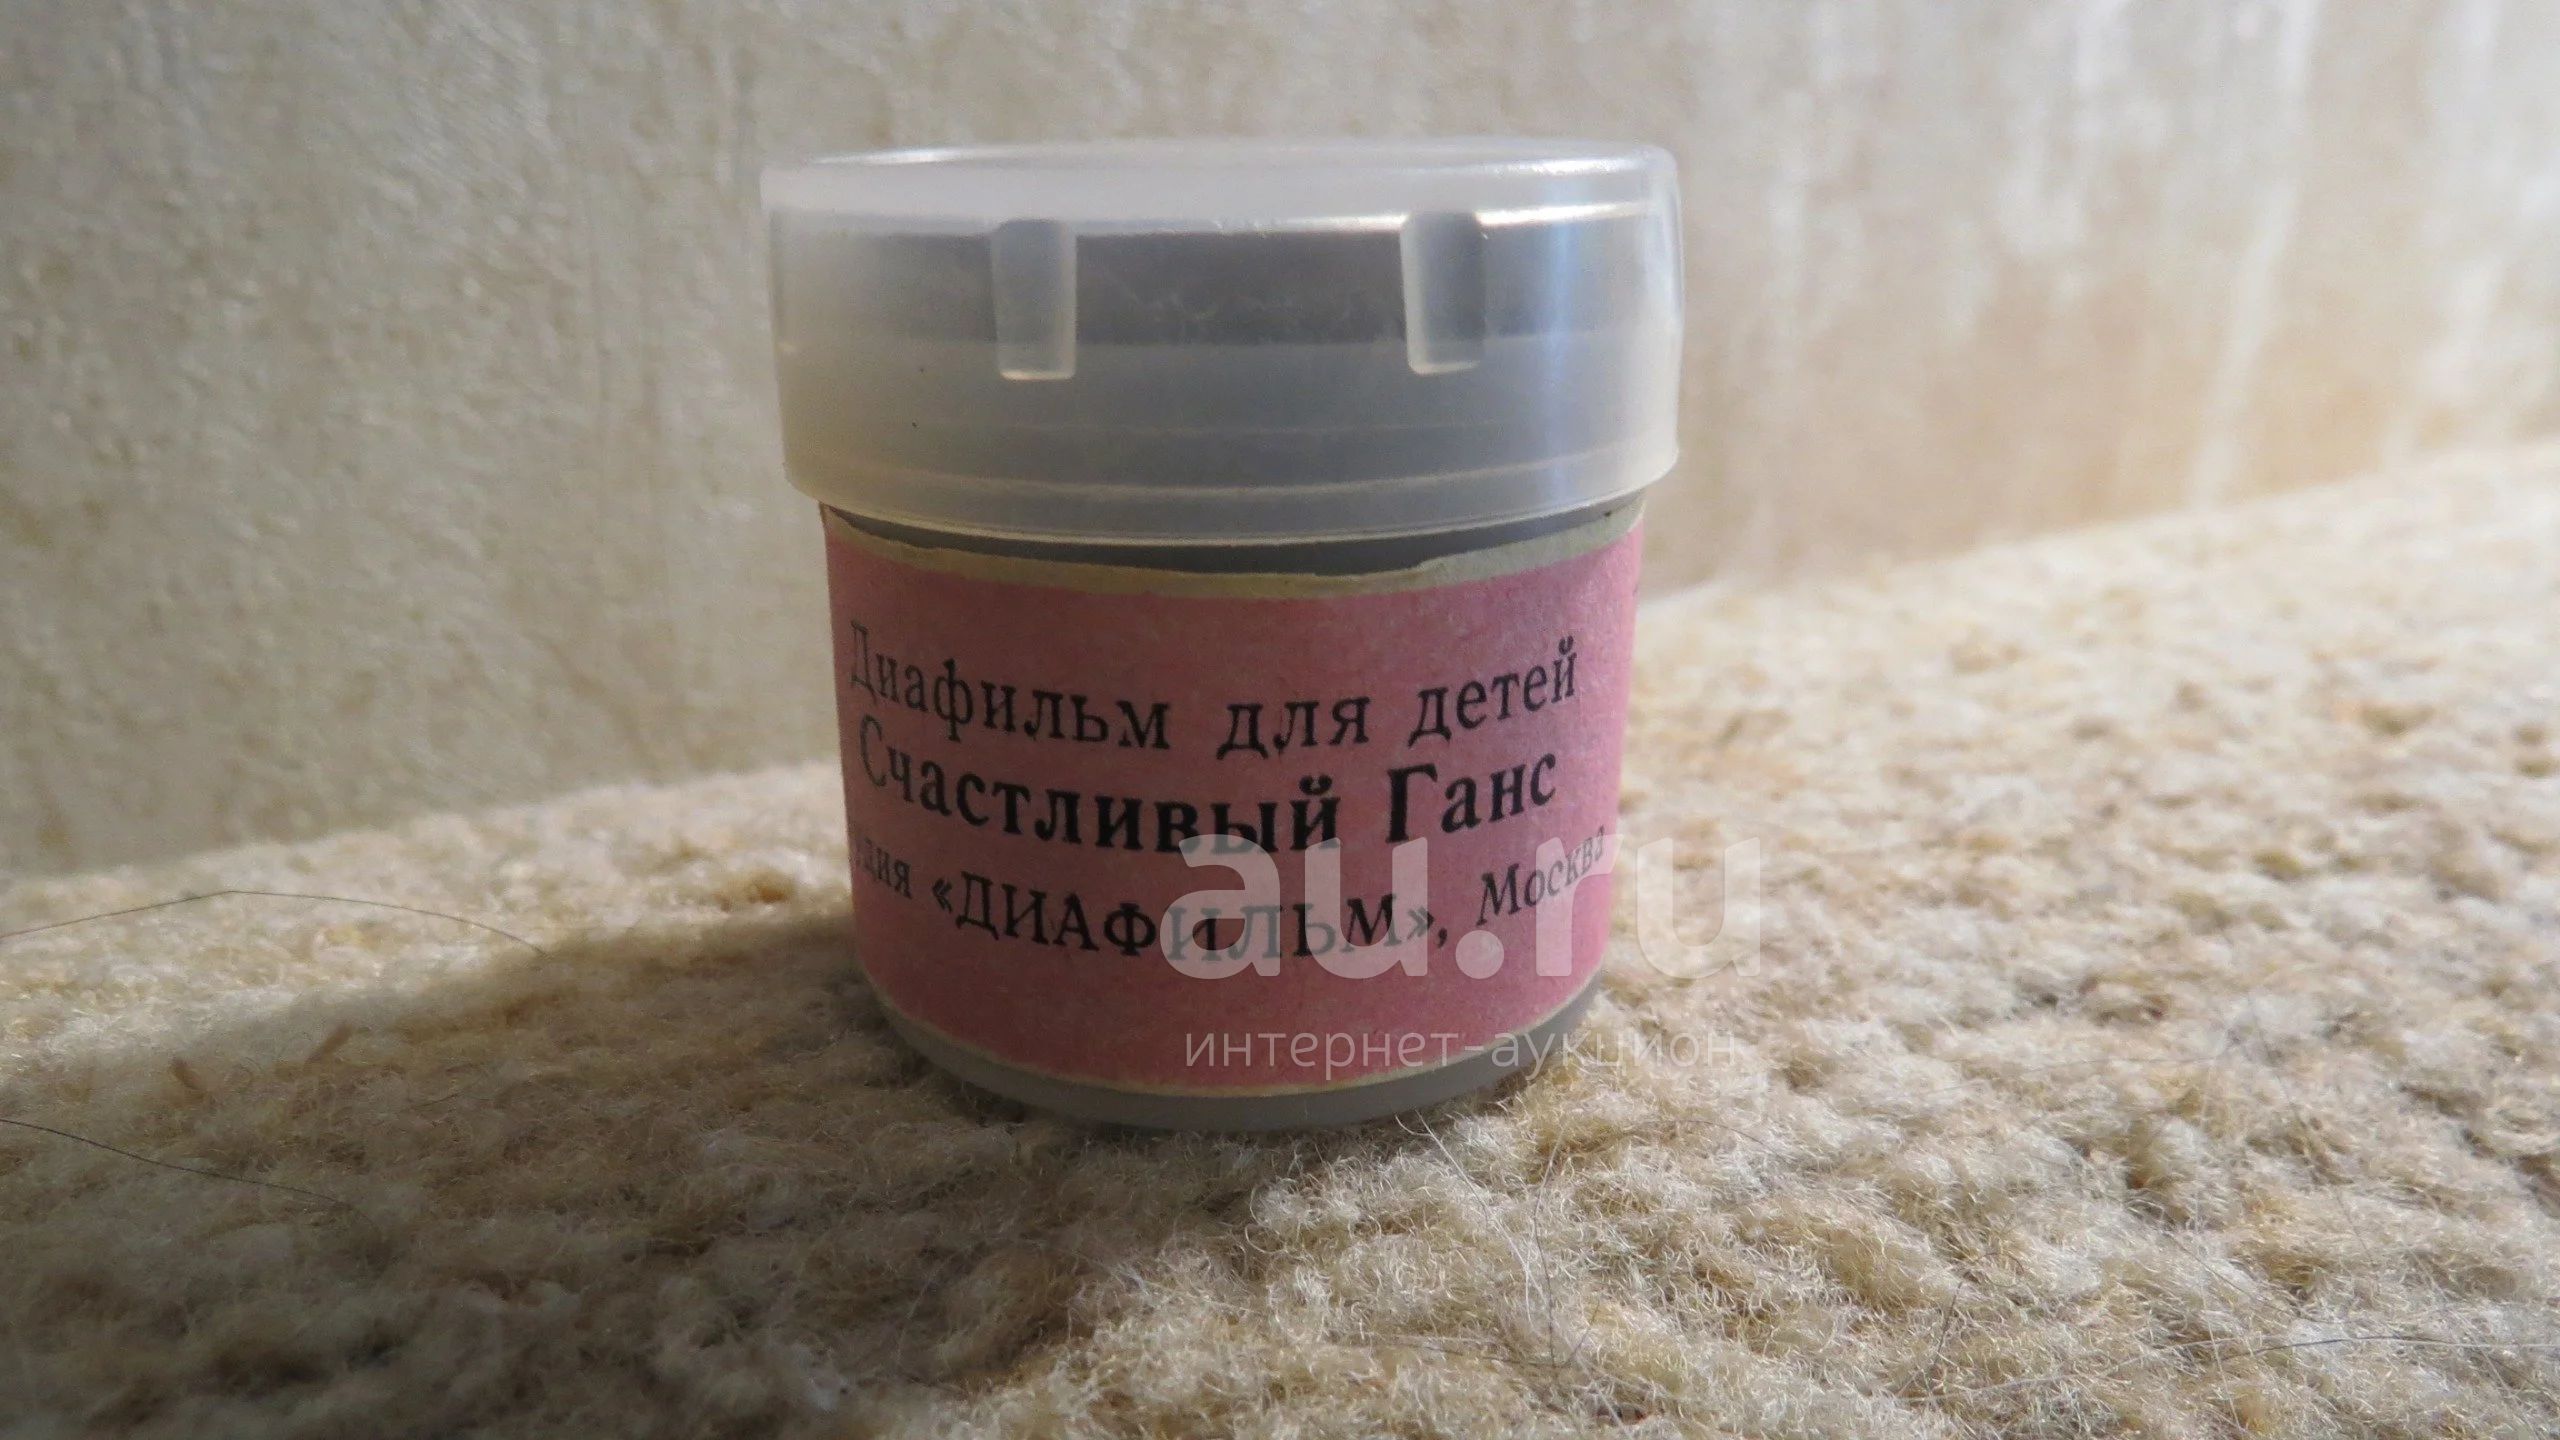 Диафильм для детей
Счастливый Ганс
«ДИАФИЛЬМ», Москва
au.ru
интернет-аукцион